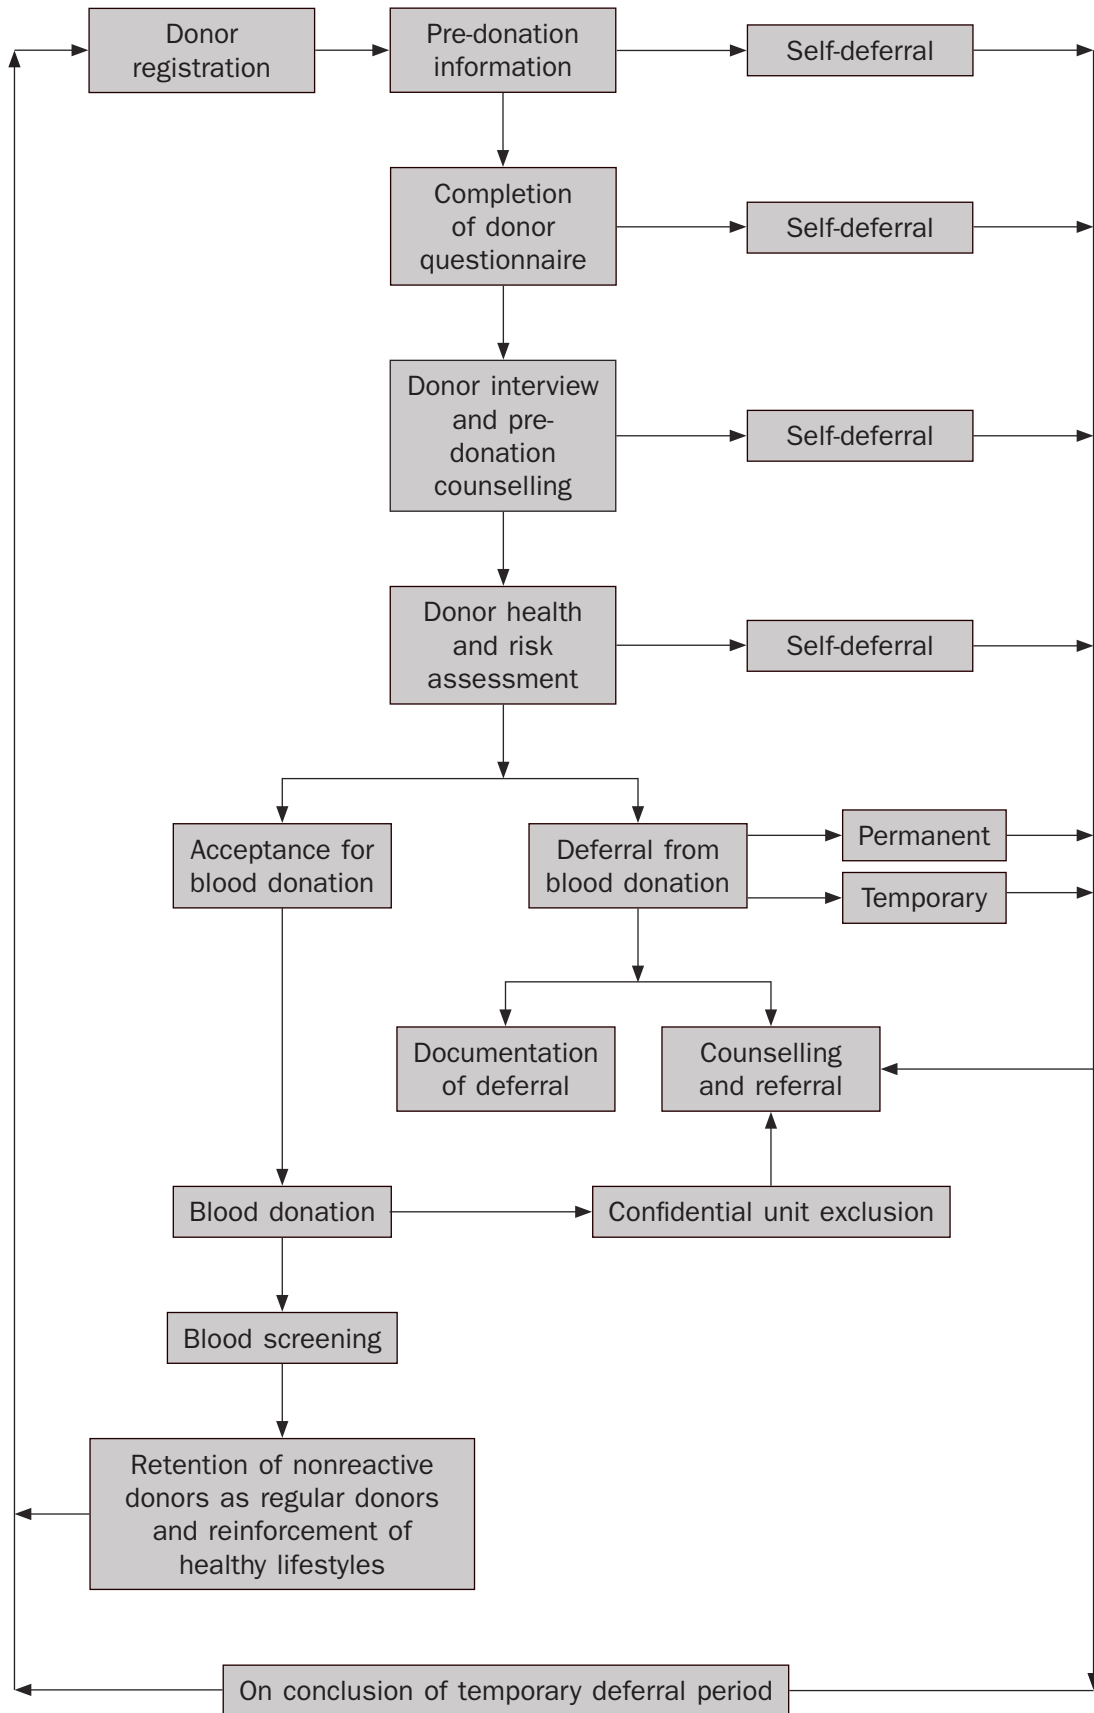 Donor
registration
Pre-donation
information
Self-deferral
Completion
of donor
questionnaire
Self-deferral
Donor interview
and pre-
donation
counselling
Self-deferral
Donor health
and risk
assessment
Self-deferral
Acceptance for
blood donation
Deferral from
blood donation
Permanent
Temporary
Documentation
of deferral
Counselling
and referral
Blood donation
Confidential unit exclusion
Blood screening
Retention of nonreactive
donors as regular donors
and reinforcement of
healthy lifestyles
On conclusion of temporary deferral period